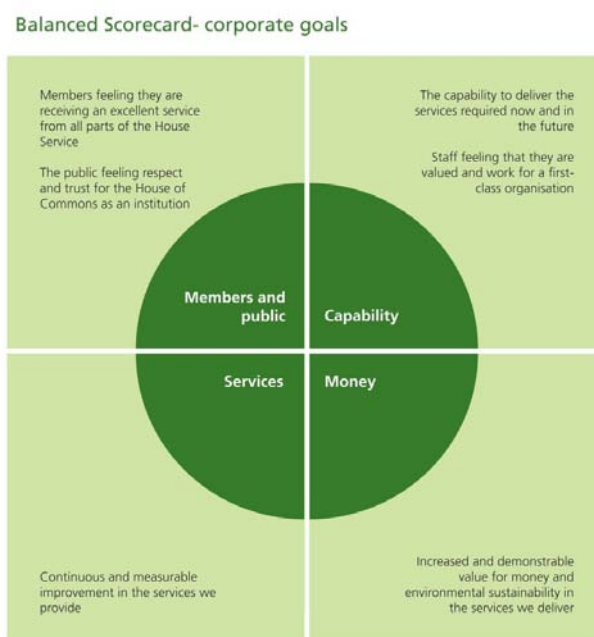 Balanced Scorecard- corporate goals
Members feeling they are
receiving an excellent service
from all parts of the House
Service
The public feeling respect
and trust for the House of
Commons as an institution
The capability to deliver the
services required now and in
the future
Staff feeling that they are
valued and work for a first-
class organisation
Members and
public
Capability
Services
Money
Continuous and measurable
improvement in the services we
provide
Increased and demonstrable
value for money and
environmental sustainability in
the services we deliver